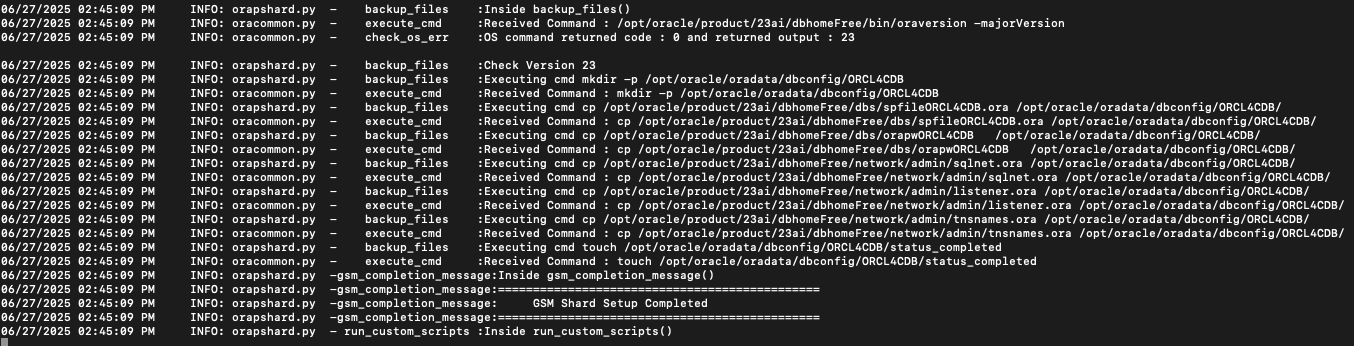 06/27/2025 02:45:09 PM     INFO: orapshard.py  -    backup_files    :Inside backup_files()
06/27/2025 02:45:09 PM     INFO: orapshard.py  -    execute_cmd     :Received Command : /opt/oracle/product/23ai/dbhomeFree/bin/oraversion -majorVersion
06/27/2025 02:45:09 PM     INFO: oracommon.py  -    check_os_err    :OS command returned code : 0 and returned output : 23
06/27/2025 02:45:09 PM     INFO: orapshard.py  -    backup_files    :Check Version 23
06/27/2025 02:45:09 PM     INFO: orapshard.py  -    backup_files    :Executing cmd mkdir -p /opt/oracle/oradata/dbconfig/ORCL4CDB
06/27/2025 02:45:09 PM     INFO: orapshard.py  -    execute_cmd     :Received Command : mkdir -p /opt/oracle/oradata/dbconfig/ORCL4CDB
06/27/2025 02:45:09 PM     INFO: orapshard.py  -    backup_files    :Executing cmd cp /opt/oracle/product/23ai/dbhomeFree/dbs/spfileORCL4CDB.ora /opt/oracle/oradata/dbconfig/ORCL4CDB/
06/27/2025 02:45:09 PM     INFO: orapshard.py  -    execute_cmd     :Received Command : cp /opt/oracle/product/23ai/dbhomeFree/dbs/spfileORCL4CDB.ora /opt/oracle/oradata/dbconfig/ORCL4CDB/
06/27/2025 02:45:09 PM     INFO: orapshard.py  -    backup_files    :Executing cmd cp /opt/oracle/product/23ai/dbhomeFree/dbs/orapwORCL4CDB   /opt/oracle/oradata/dbconfig/ORCL4CDB/
06/27/2025 02:45:09 PM     INFO: orapshard.py  -    execute_cmd     :Received Command : cp /opt/oracle/product/23ai/dbhomeFree/dbs/orapwORCL4CDB   /opt/oracle/oradata/dbconfig/ORCL4CDB/
06/27/2025 02:45:09 PM     INFO: orapshard.py  -    backup_files    :Executing cmd cp /opt/oracle/product/23ai/dbhomeFree/network/admin/sqlnet.ora /opt/oracle/oradata/dbconfig/ORCL4CDB/
06/27/2025 02:45:09 PM     INFO: orapshard.py  -    execute_cmd     :Received Command : cp /opt/oracle/product/23ai/dbhomeFree/network/admin/sqlnet.ora /opt/oracle/oradata/dbconfig/ORCL4CDB/
06/27/2025 02:45:09 PM     INFO: orapshard.py  -    backup_files    :Executing cmd cp /opt/oracle/product/23ai/dbhomeFree/network/admin/listener.ora /opt/oracle/oradata/dbconfig/ORCL4CDB/
06/27/2025 02:45:09 PM     INFO: orapshard.py  -    execute_cmd     :Received Command : cp /opt/oracle/product/23ai/dbhomeFree/network/admin/listener.ora /opt/oracle/oradata/dbconfig/ORCL4CDB/
06/27/2025 02:45:09 PM     INFO: orapshard.py  -    backup_files    :Executing cmd cp /opt/oracle/product/23ai/dbhomeFree/network/admin/tnsnames.ora /opt/oracle/oradata/dbconfig/ORCL4CDB/
06/27/2025 02:45:09 PM     INFO: orapshard.py  -    execute_cmd     :Received Command : cp /opt/oracle/product/23ai/dbhomeFree/network/admin/tnsnames.ora /opt/oracle/oradata/dbconfig/ORCL4CDB/
06/27/2025 02:45:09 PM     INFO: orapshard.py  -    backup_files    :Executing cmd touch /opt/oracle/oradata/dbconfig/ORCL4CDB/status_completed
06/27/2025 02:45:09 PM     INFO: orapshard.py  -    execute_cmd     :Received Command : touch /opt/oracle/oradata/dbconfig/ORCL4CDB/status_completed
06/27/2025 02:45:09 PM     INFO: orapshard.py  -gsm_completion_message:Inside gsm_completion_message()
06/27/2025 02:45:09 PM     INFO: orapshard.py  -gsm_completion_message:==============================================
06/27/2025 02:45:09 PM     INFO: orapshard.py  -gsm_completion_message:     GSM Shard Setup Completed
06/27/2025 02:45:09 PM     INFO: orapshard.py  -gsm_completion_message:==============================================
06/27/2025 02:45:09 PM     INFO: orapshard.py  - run_custom_scripts :Inside run_custom_scripts()